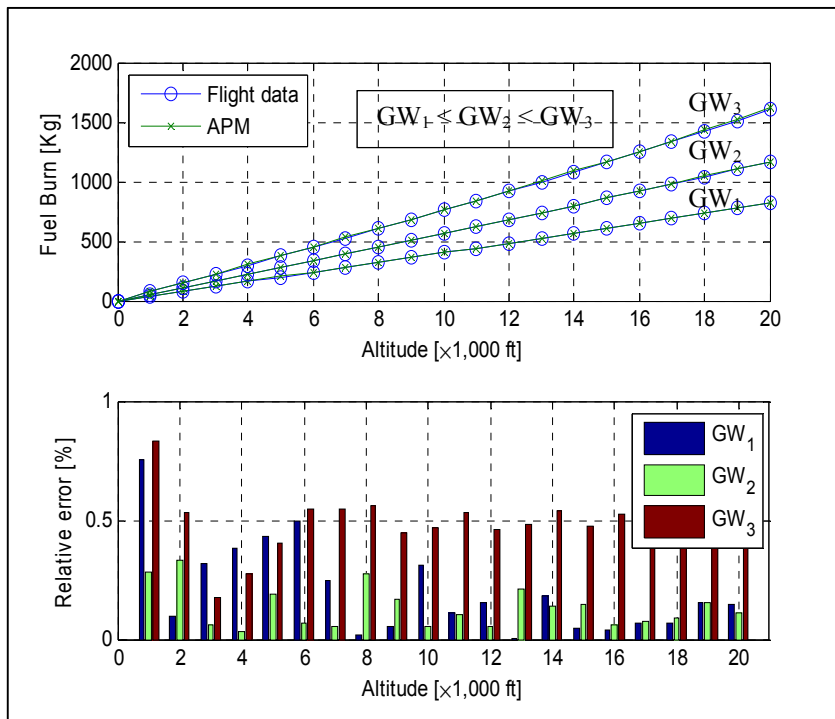 2000
1500
1000
500
0
Fuel Burn [Kg]
Flight data
APM
GW1 < GW2 < GW3
GW3
GW2
GW1
0 2 4 6 8 10 12 14 16 18 20
Altitude [×1,000 ft]
1
0.5
0
Relative error [%]
GW1
GW2
GW3
0 2 4 6 8 10 12 14 16 18 20
Altitude [×1,000 ft]